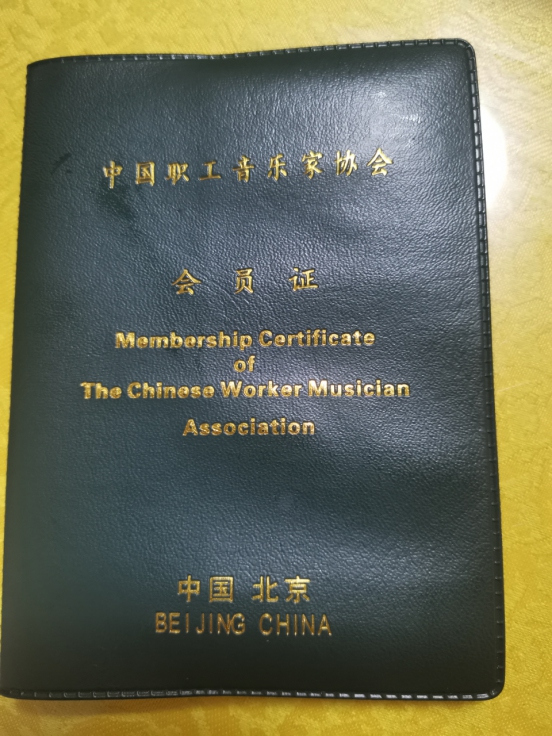 中国职工音乐家协会
会员证
Membership Certificate
of
The Chinese Worker Musician
Association
中国 北京
BEIJING CHINA